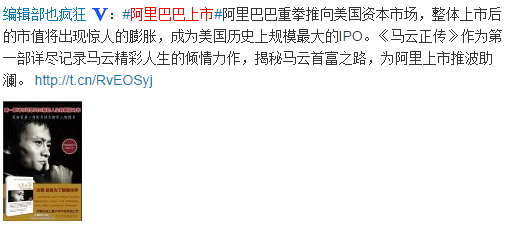 编辑部也疯狂 V：#阿里巴巴上市#阿里巴巴重拳推向美国资本市场，整体上市后
的市值将出现惊人的膨胀，成为美国历史上规模最大的IPO。《马云正传》作为第
一部详尽记录马云精彩人生的倾情力作，揭秘马云首富之路，为阿里上市推波助
澜。 http://t.cn/RvEOSyj